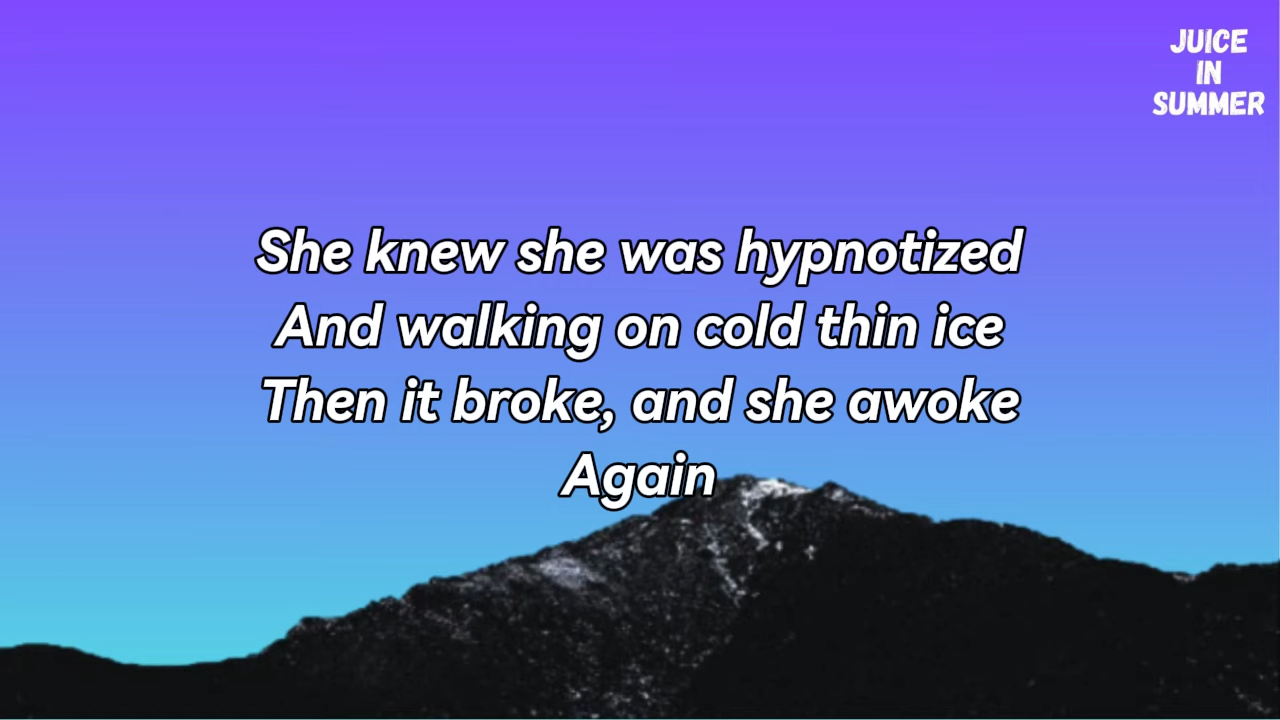 JUICE
IN
SUMMER
She knew she was hypnotized
And walking on cold thin ice
Then it broke, and she awoke
Again